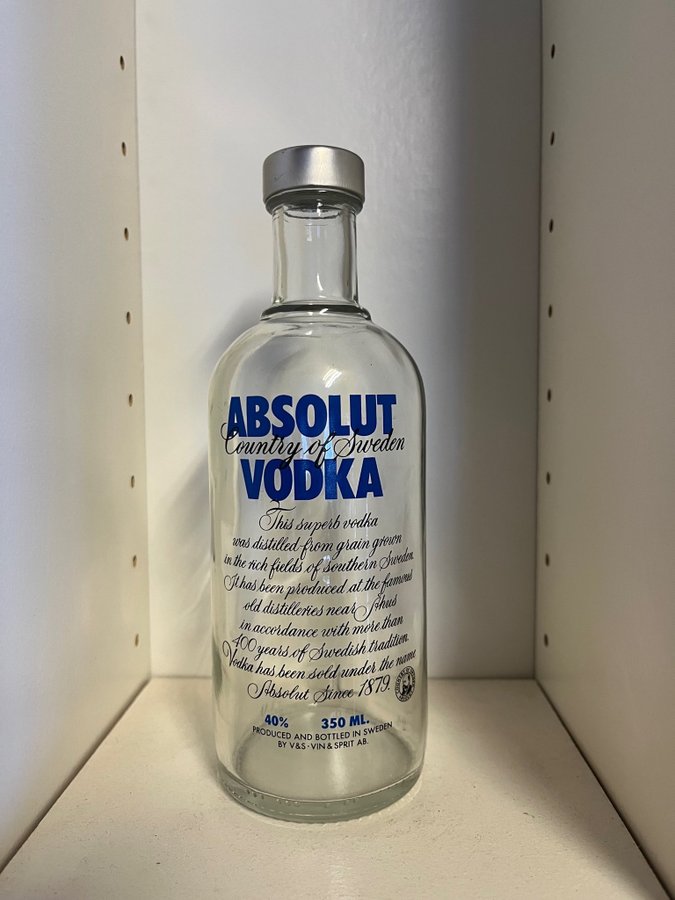 ABSOLUT
Country of Sweden
VODKA
This superb vodka
was distilled from grain grown
in the rich fields of southern Sweden.
It has been produced at the famous
old distilleries near Åhus
in accordance with more than
400 years of Swedish tradition.
Vodka has been sold under the name
Absolut Since 1879.
40% 350 ML.
PRODUCED AND BOTTLED IN SWEDEN
BY V&S·VIN & SPRIT AB.